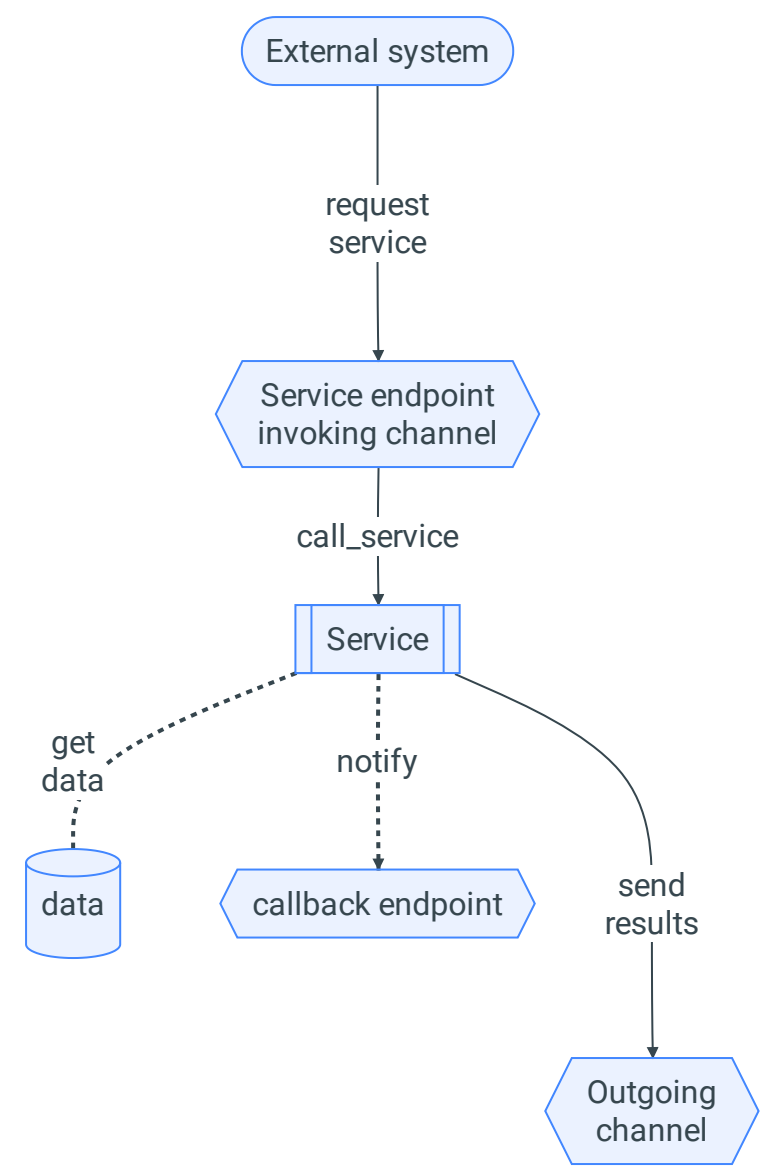 External system
request
service
Service endpoint
invoking channel
call_service
Service
get
data
notify
data
callback endpoint
send
results
Outgoing
channel